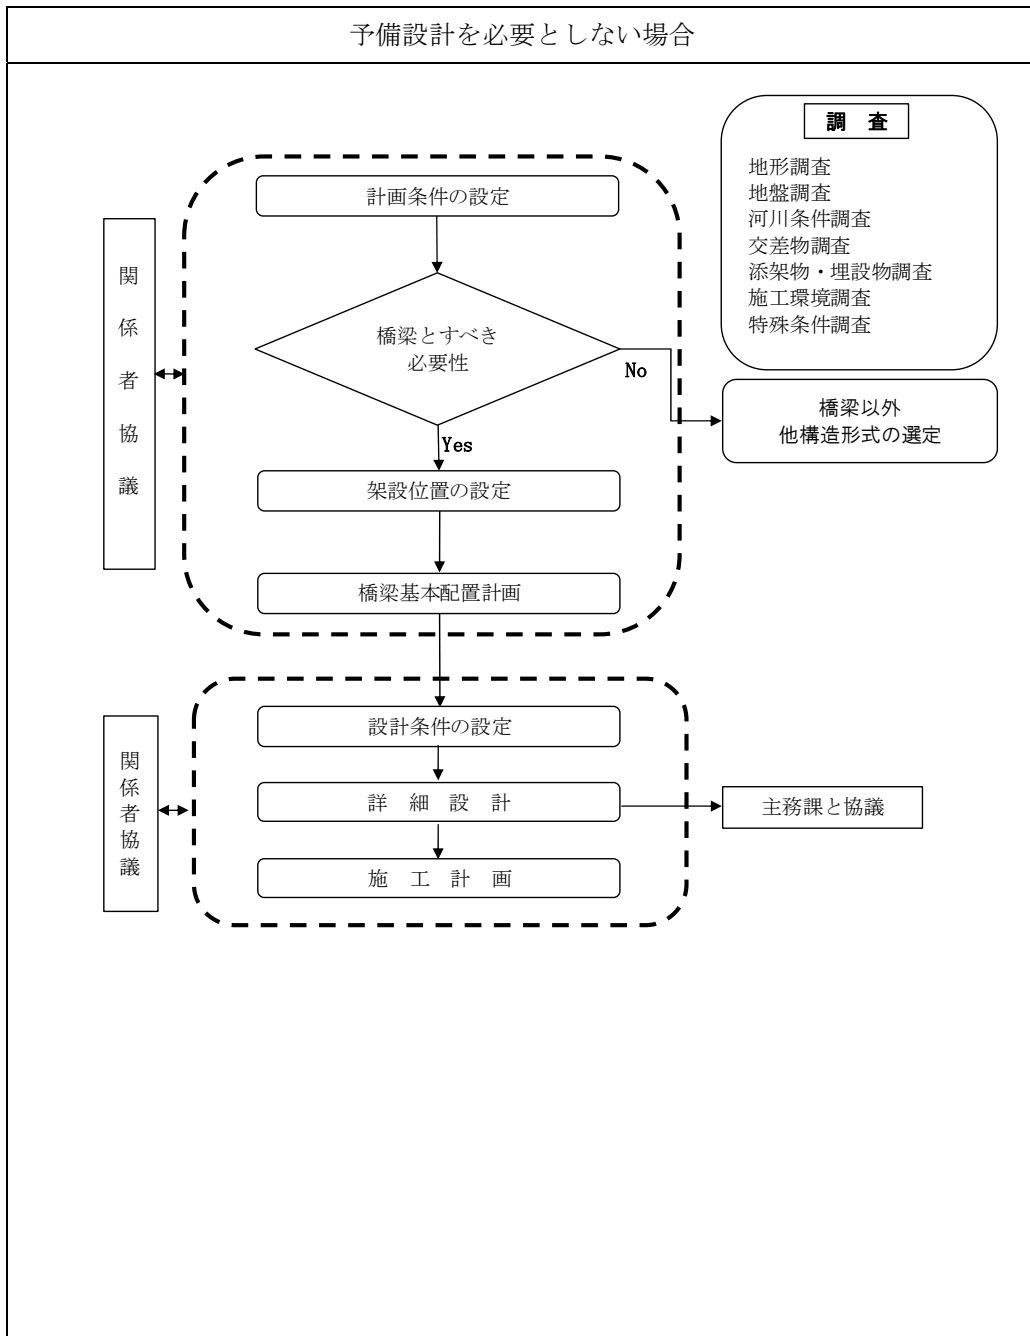 予備設計を必要としない場合
調　査
地形調査
地盤調査
河川条件調査
交差物調査
添架物・埋設物調査
施工環境調査
特殊条件調査
計画条件の設定
関係者協議
橋梁とすべき
必要性
No
橋梁以外
他構造形式の選定
Yes
架設位置の設定
橋梁基本配置計画
設計条件の設定
関係者協議
詳　細　設　計
主務課と協議
施　工　計　画